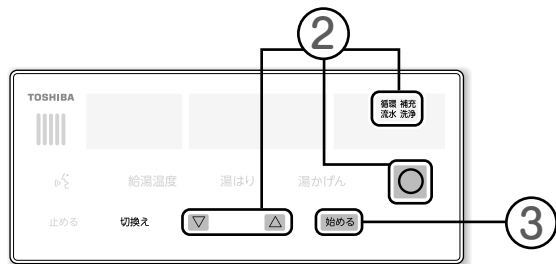 ②
TOSHIBA
循環 補充
流水 洗浄
給湯温度 湯はり 湯かげん
止める 切換え ▽ △ 始める
③